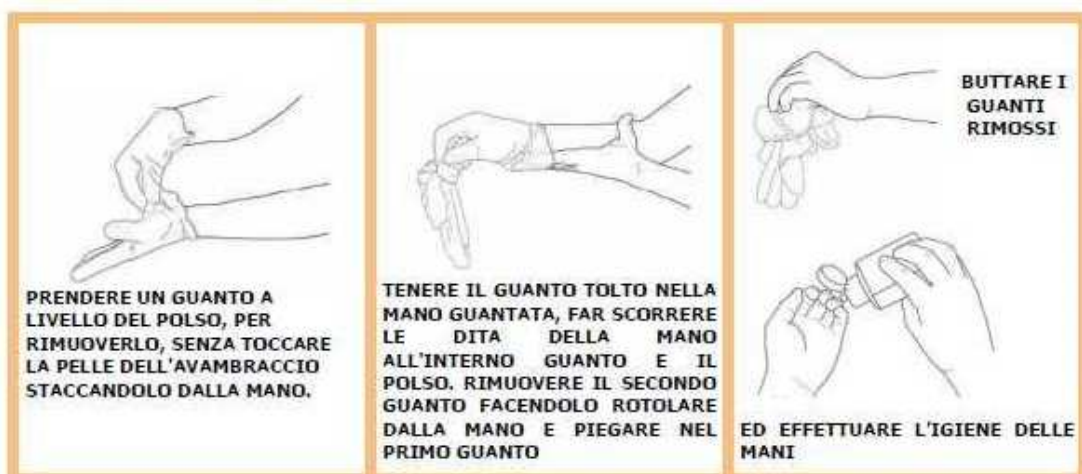 PRENDERE UN GUANTO A
LIVELLO DEL POLSO, PER
RIMUOVERLO, SENZA TOCCARE
LA PELLE DELL'AVAMBRACCIO
STACCANDOLO DALLA MANO.
TENERE IL GUANTO TOLTO NELLA
MANO GUANTATA, FAR SCORRERE
LE DITA DELLA MANO
ALL'INTERNO GUANTO E IL
POLSO. RIMUOVERE IL SECONDO
GUANTO FACENDOLO ROTOLARE
DALLA MANO E PIEGARE NEL
PRIMO GUANTO
BUTTARE I
GUANTI
RIMOSSI
ED EFFETTUARE L'IGIENE DELLE
MANI